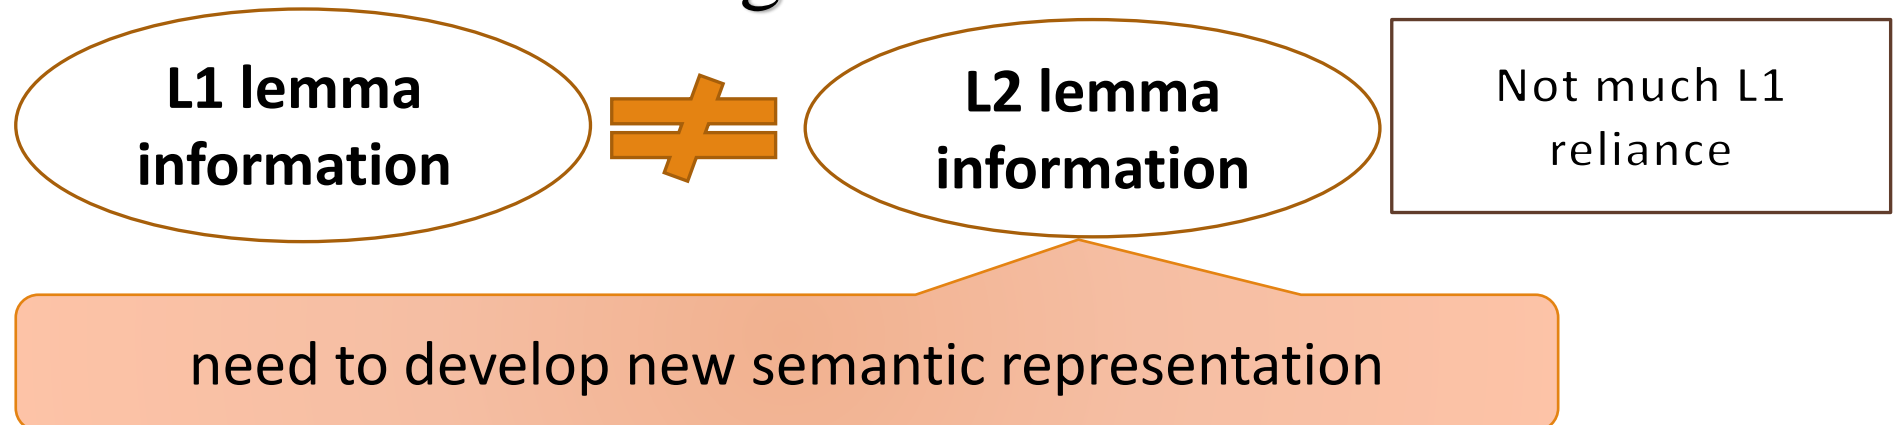 L1 lemma
information
L2 lemma
information
Not much L1
reliance
need to develop new semantic representation